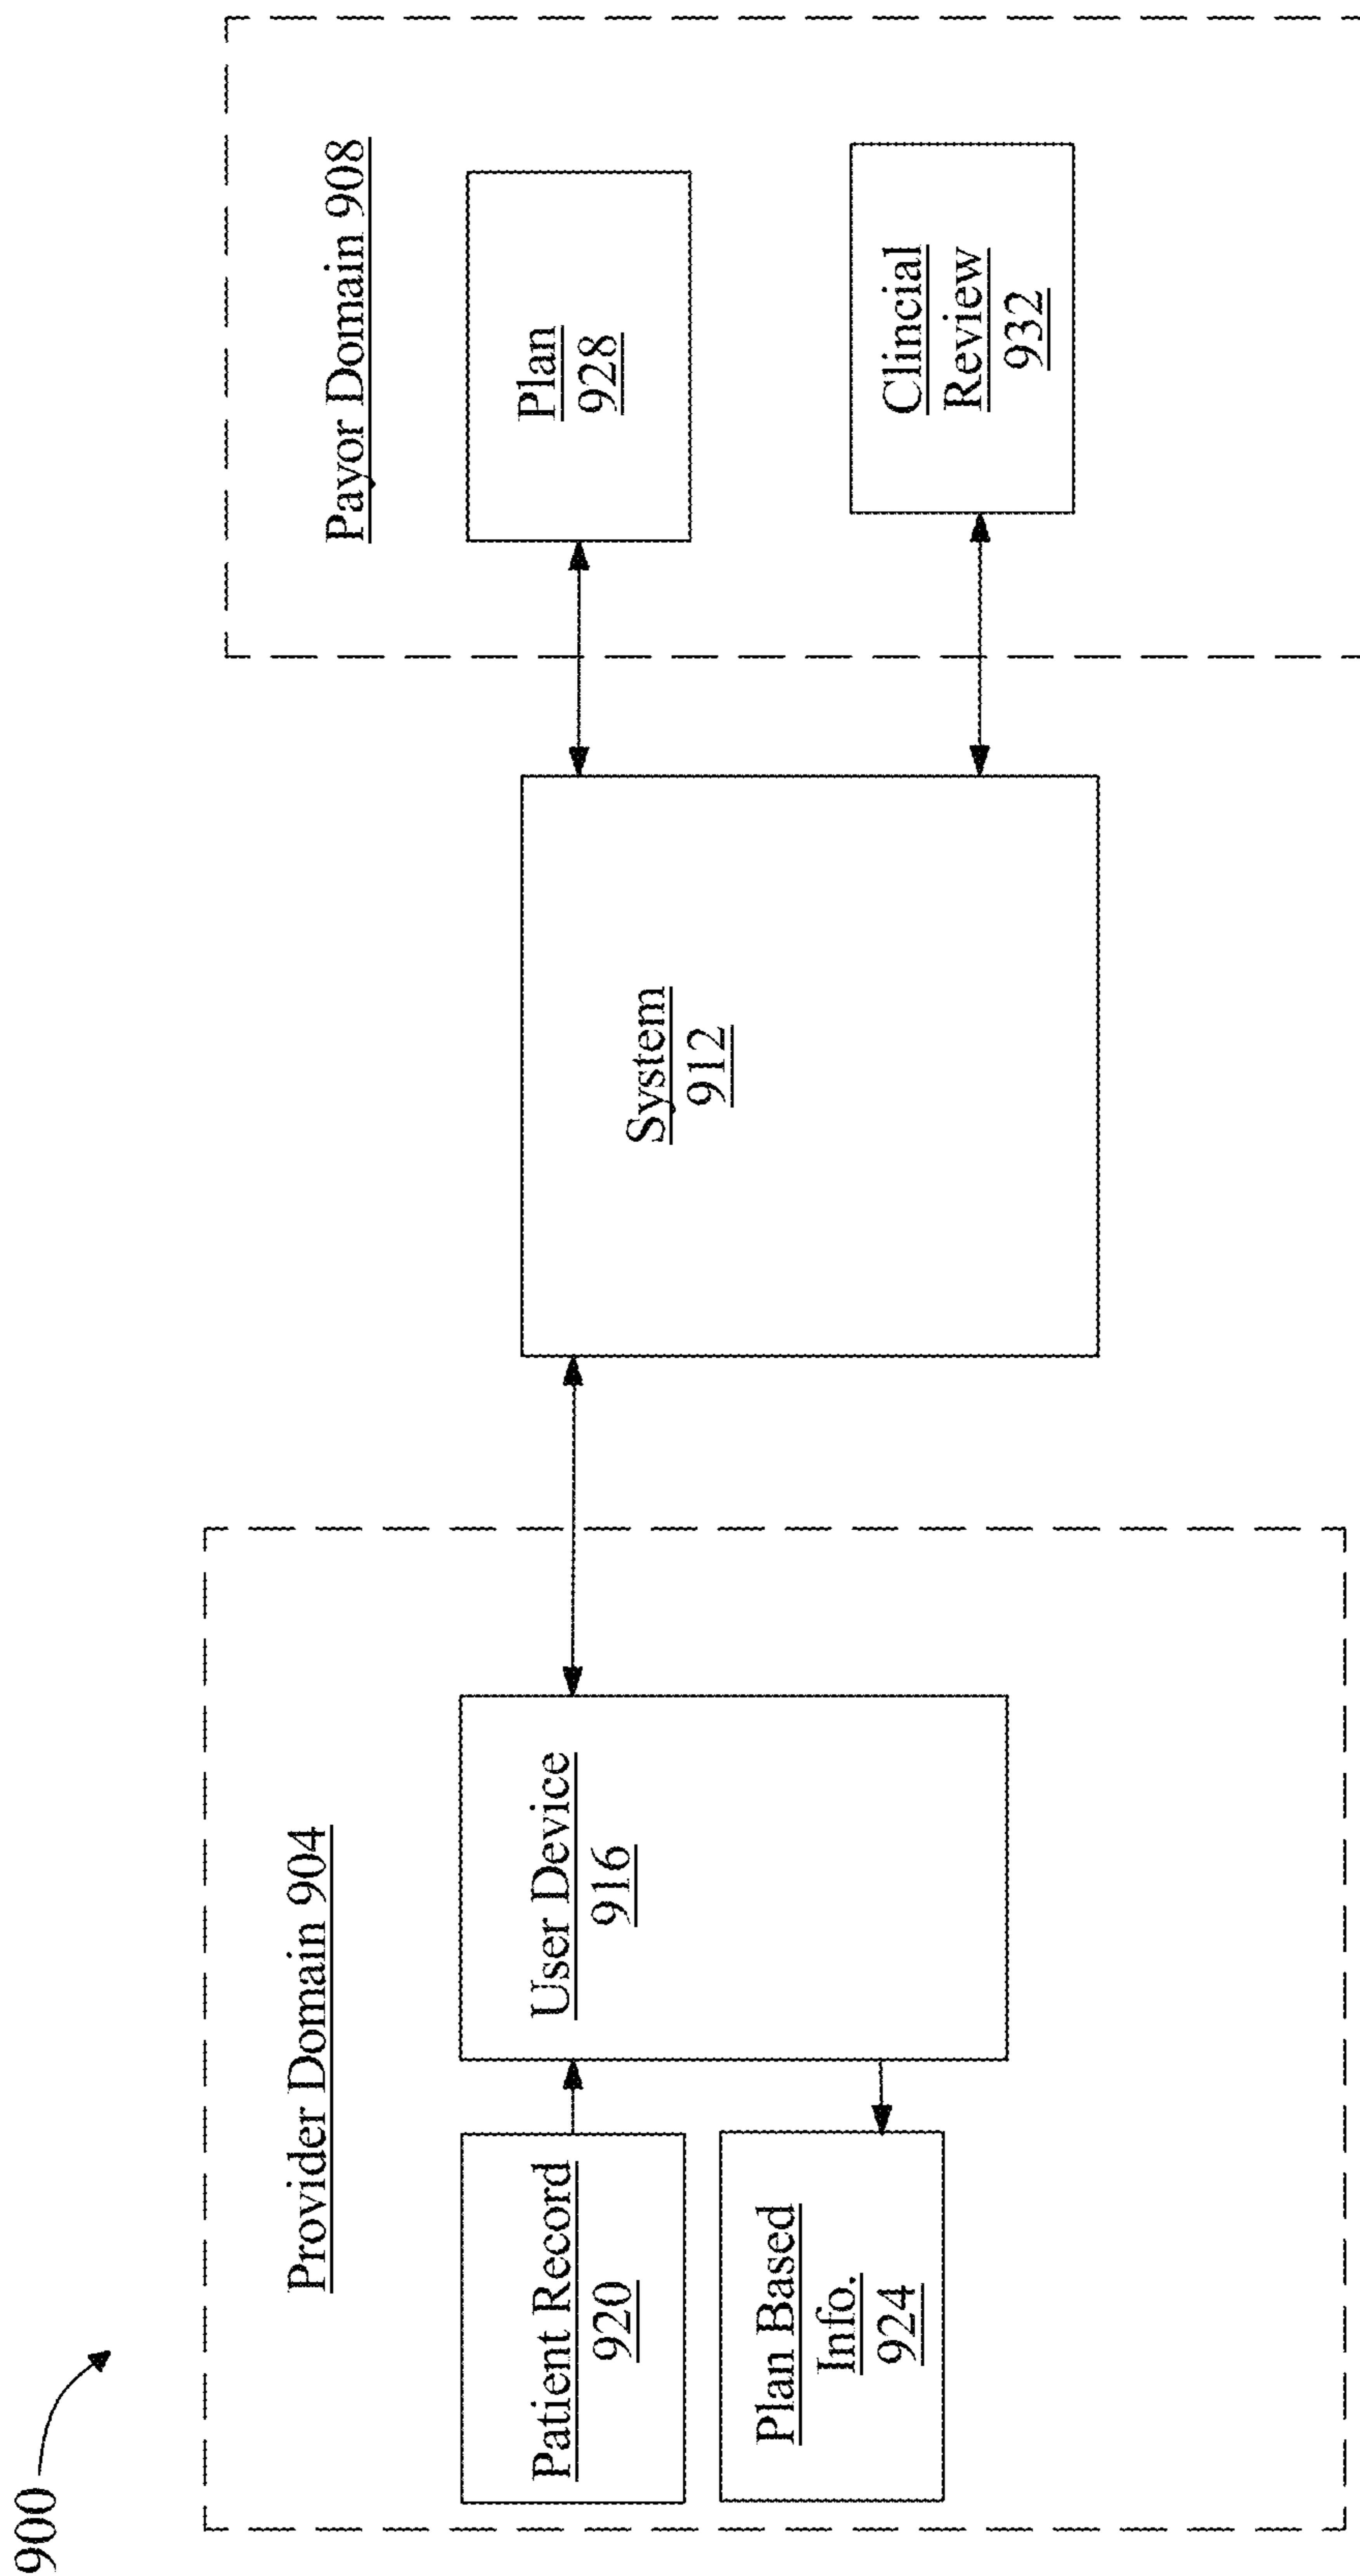 900
Provider Domain 904
Patient Record
920
Plan Based
Info.
924
User Device
916
System
912
Payor Domain 908
Plan
928
Clincial
Review
932